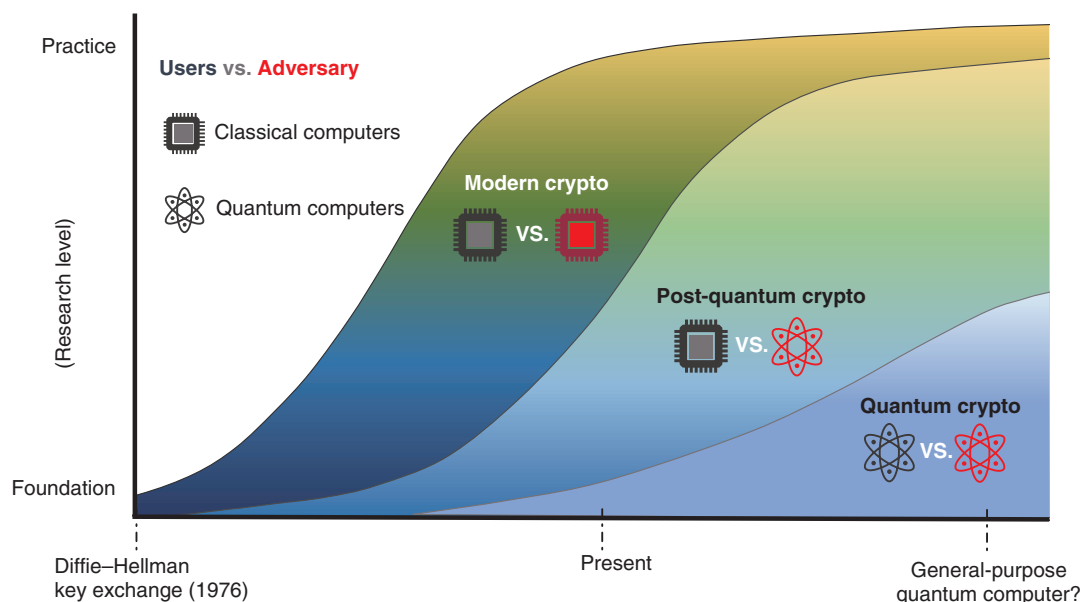 Practice
Users vs. Adversary
Classical computers
Quantum computers
Modern crypto
VS.
Post-quantum crypto
VS.
Quantum crypto
VS.
(Research level)
Foundation
Diffie–Hellman
key exchange (1976)
Present
General-purpose
quantum computer?